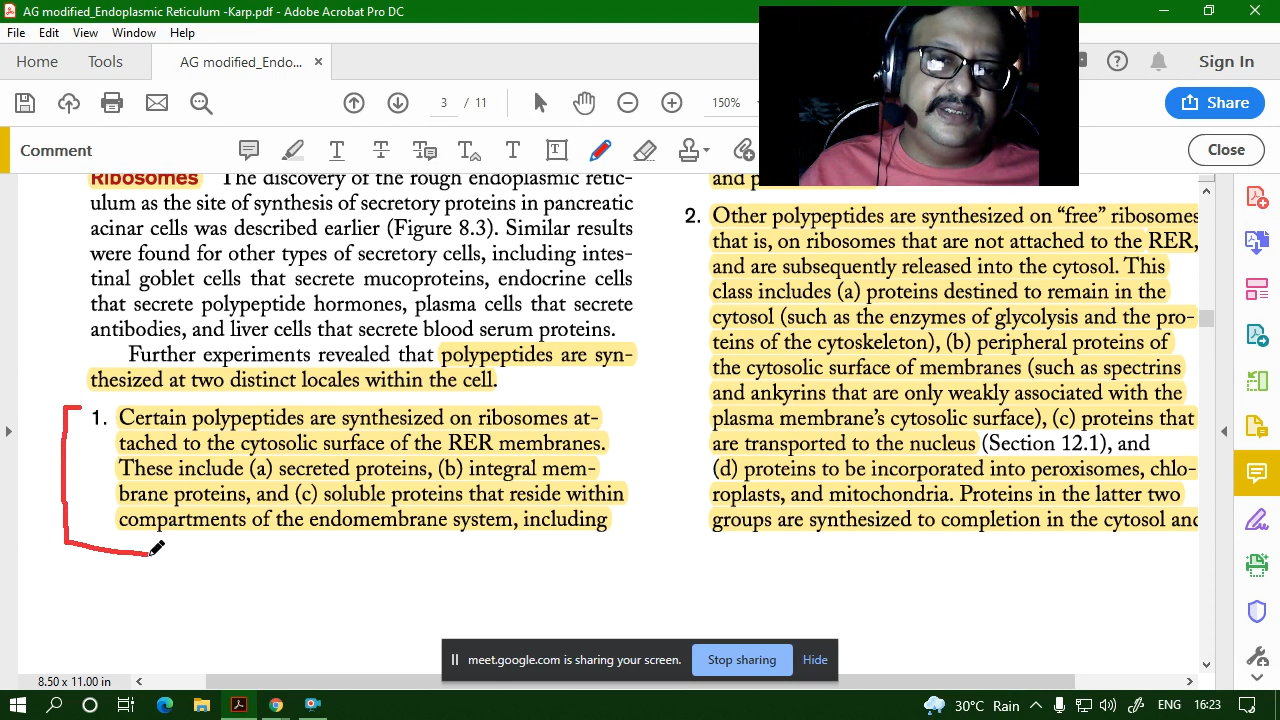 AG modified_Endoplasmic Reticulum -Karp.pdf - Adobe Acrobat Pro DC
File Edit View Window Help
Home Tools AG modified_Endo... × Sign In
3 / 11 150% Share
Comment Close
Ribosomes The discovery of the rough endoplasmic retic-
ulum as the site of synthesis of secretory proteins in pancreatic
acinar cells was described earlier (Figure 8.3). Similar results
were found for other types of secretory cells, including intes-
tinal goblet cells that secrete mucoproteins, endocrine cells
that secrete polypeptide hormones, plasma cells that secrete
antibodies, and liver cells that secrete blood serum proteins.
Further experiments revealed that polypeptides are syn-
thesized at two distinct locales within the cell.
1. Certain polypeptides are synthesized on ribosomes at-
tached to the cytosolic surface of the RER membranes.
These include (a) secreted proteins, (b) integral mem-
brane proteins, and (c) soluble proteins that reside within
compartments of the endomembrane system, including
and p
2. Other polypeptides are synthesized on “free” ribosomes
that is, on ribosomes that are not attached to the RER,
and are subsequently released into the cytosol. This
class includes (a) proteins destined to remain in the
cytosol (such as the enzymes of glycolysis and the pro-
teins of the cytoskeleton), (b) peripheral proteins of
the cytosolic surface of membranes (such as spectrins
and ankyrins that are only weakly associated with the
plasma membrane’s cytosolic surface), (c) proteins that
are transported to the nucleus (Section 12.1), and
(d) proteins to be incorporated into peroxisomes, chlo-
roplasts, and mitochondria. Proteins in the latter two
groups are synthesized to completion in the cytosol and
meet.google.com is sharing your screen. Stop sharing Hide
8.50 x 11.00 in
30°C Rain ENG 16:23